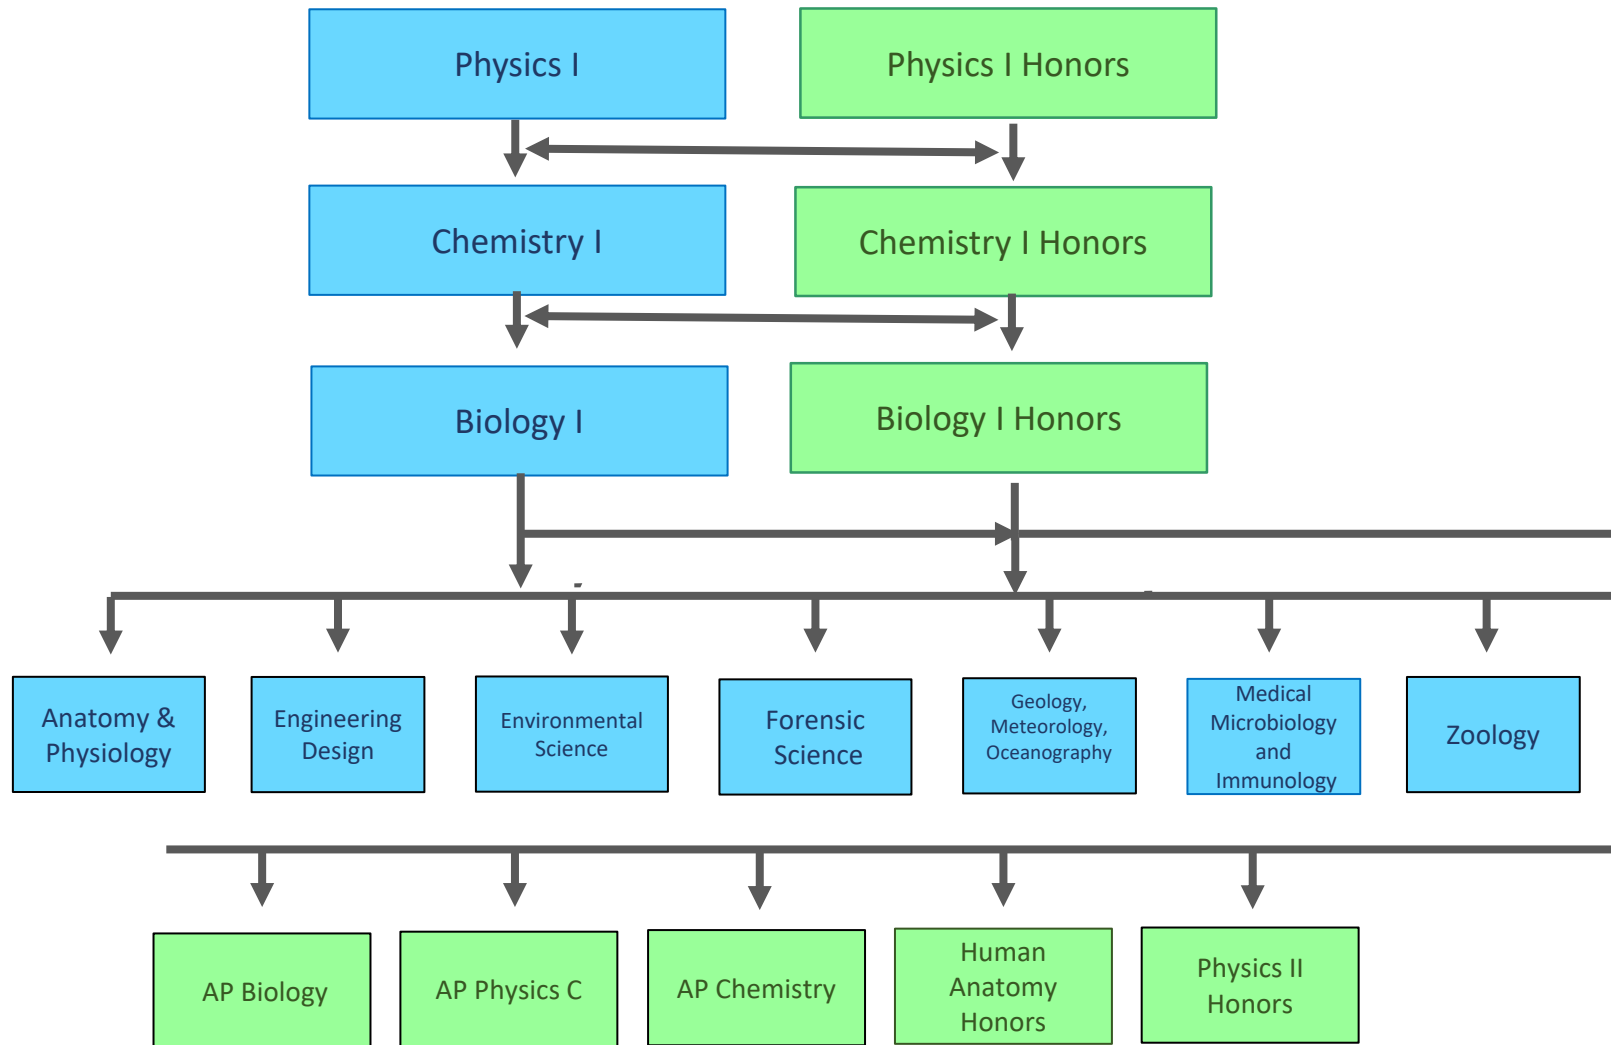 Physics I
Physics I Honors
Chemistry I
Chemistry I Honors
Biology I
Biology I Honors
Anatomy &
Physiology
Engineering
Design
Environmental
Science
Forensic
Science
Geology,
Meteorology,
Oceanography
Medical
Microbiology
and
Immunology
Zoology
AP Biology
AP Physics C
AP Chemistry
Human
Anatomy
Honors
Physics II
Honors